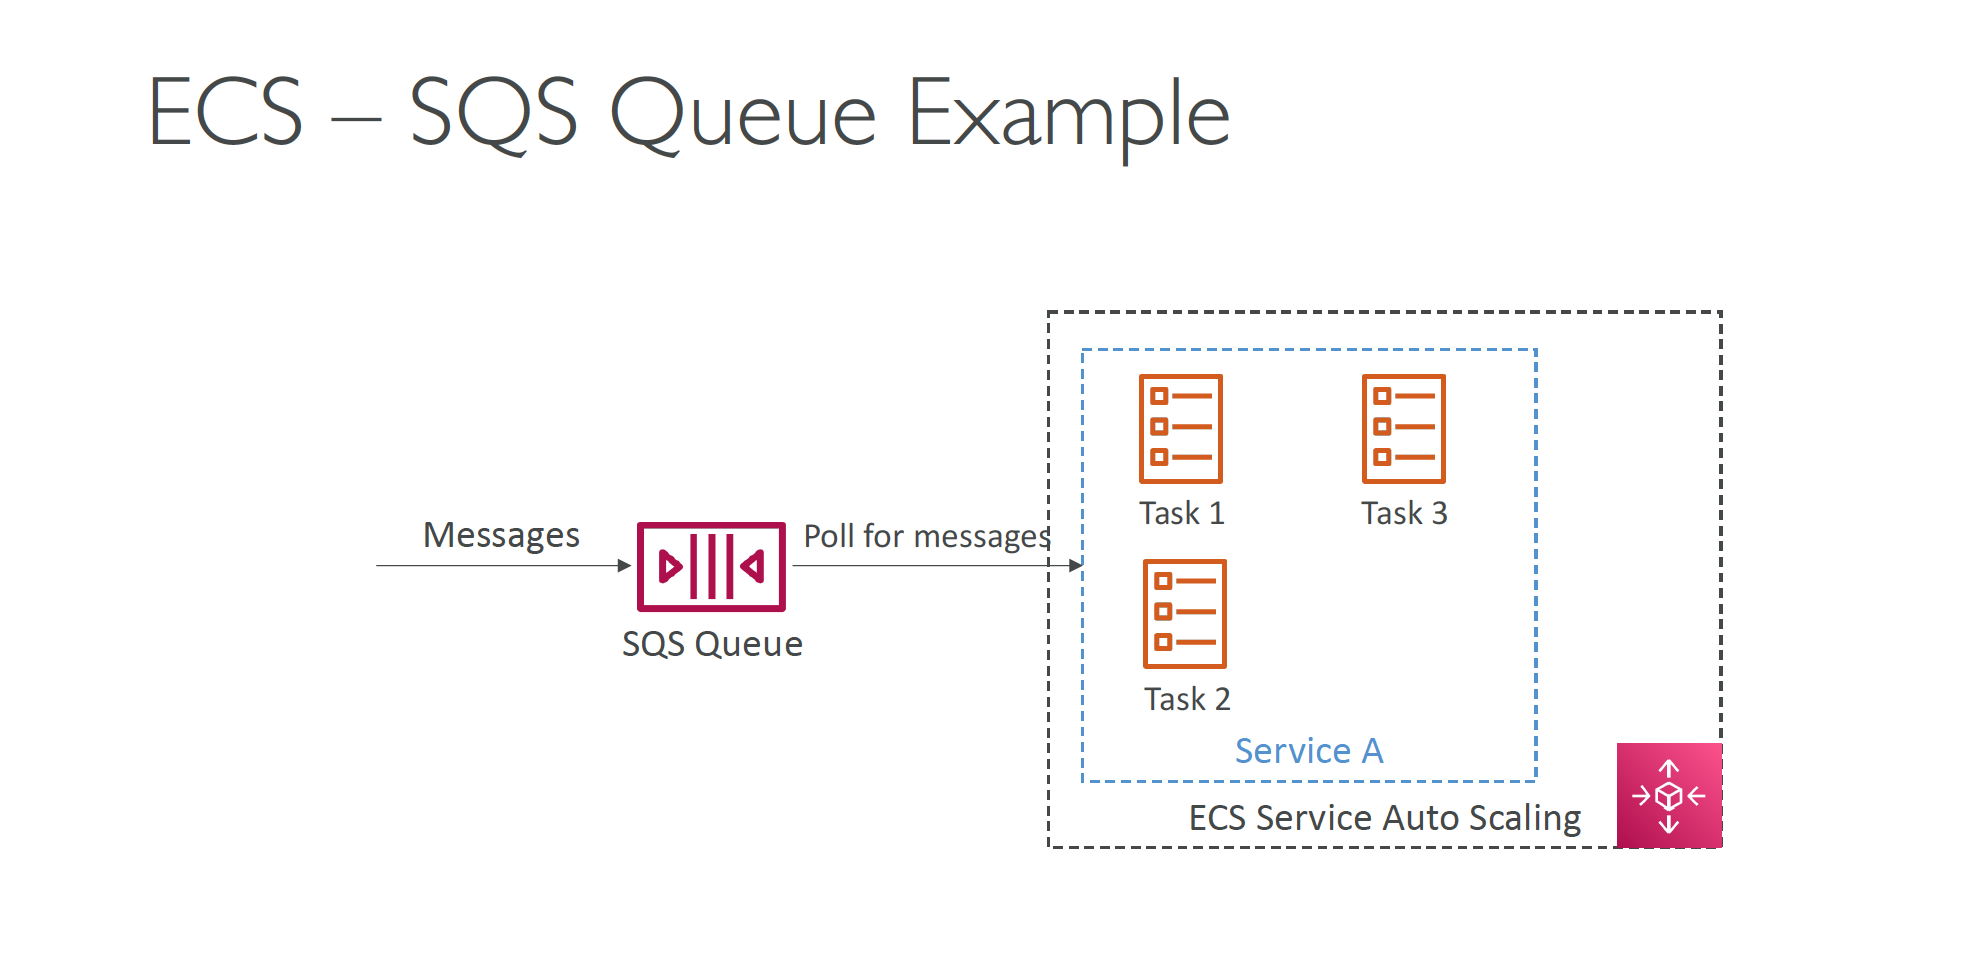 ECS – SQS Queue Example
Messages
Poll for messages
SQS Queue
Task 1
Task 3
Task 2
Service A
ECS Service Auto Scaling